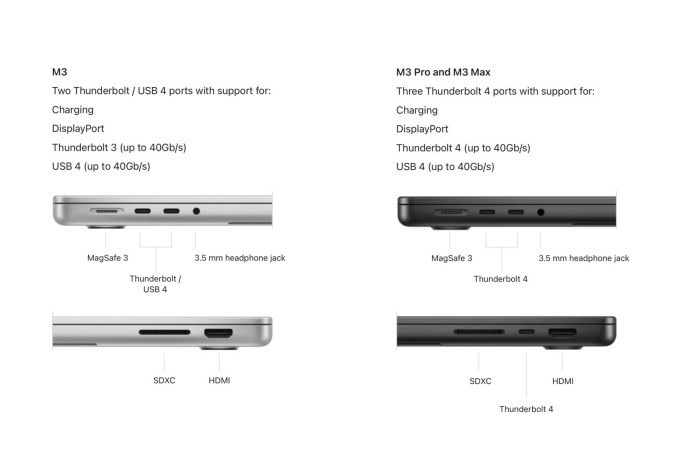 M3
Two Thunderbolt / USB 4 ports with support for:
Charging
DisplayPort
Thunderbolt 3 (up to 40Gb/s)
USB 4 (up to 40Gb/s)
MagSafe 3
3.5 mm headphone jack
Thunderbolt /
USB 4
SDXC
HDMI
M3 Pro and M3 Max
Three Thunderbolt 4 ports with support for:
Charging
DisplayPort
Thunderbolt 4 (up to 40Gb/s)
USB 4 (up to 40Gb/s)
MagSafe 3
3.5 mm headphone jack
Thunderbolt 4
SDXC
HDMI
Thunderbolt 4